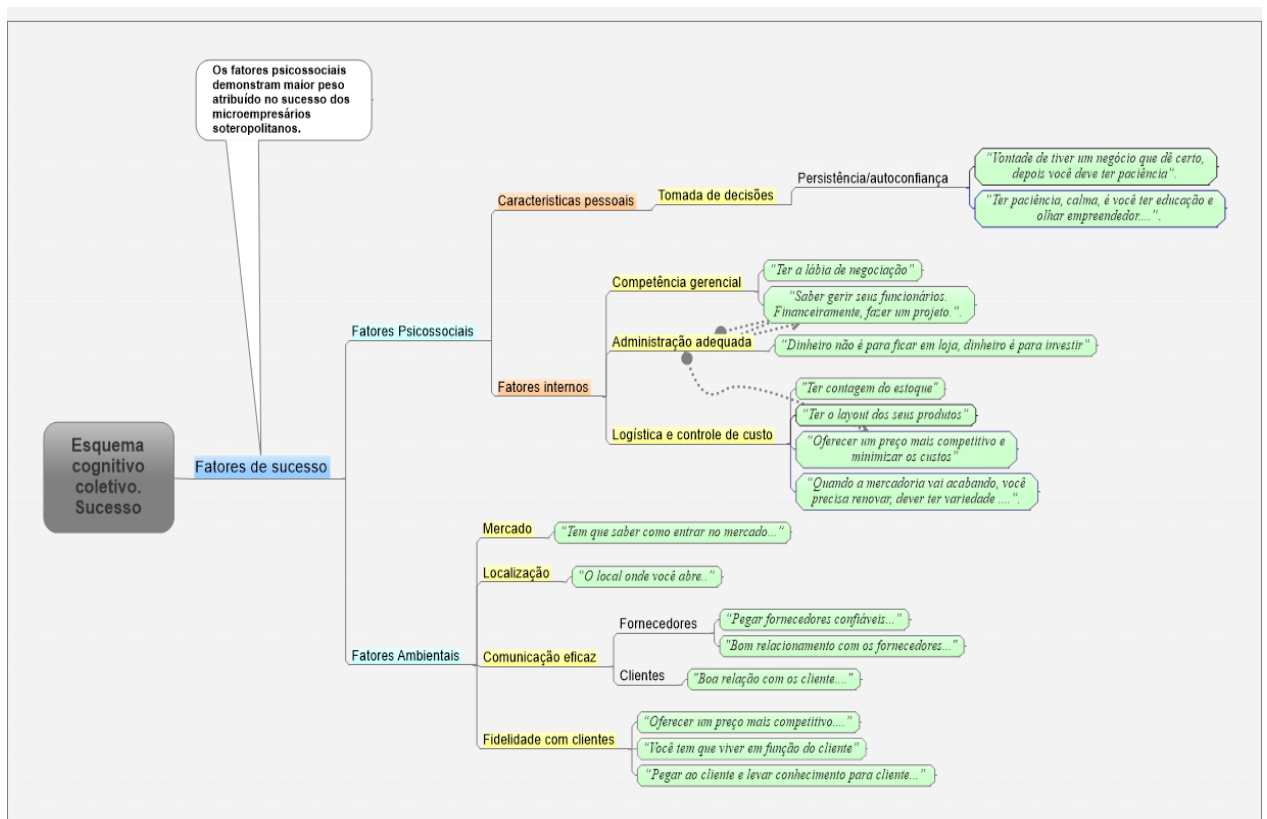 Os fatores psicossociais
demonstram maior peso
atribuído no sucesso dos
microempresários
soteropolitanos.
Esquema
cognitivo
coletivo.
Sucesso
Fatores de sucesso
Fatores Psicossociais
Caracteristicas pessoais
Tomada de decisões
Persistência/autoconfiança
"Vontade de tiver um negócio que dê certo,
depois você deve ter paciência".
"Ter paciência, calma, é você ter educação e
olhar empreendedor....".
Fatores internos
Competência gerencial
"Ter a lábia de negociação"
"Saber gerir seus funcionários.
Financeiramente, fazer um projeto.".
Administração adequada
"Dinheiro não é para ficar em loja, dinheiro é para investir"
Logística e controle de custo
"Ter contagem do estoque"
"Ter o layout dos seus produtos"
"Oferecer um preço mais competitivo e
minimizar os custos"
"Quando a mercadoria vai acabando, você
precisa renovar, dever ter variedade ....".
Fatores Ambientais
Mercado
"Tem que saber como entrar no mercado..."
Localização
"O local onde você abre.."
Comunicação eficaz
Fornecedores
"Pegar fornecedores confiáveis..."
"Bom relacionamento com os fornecedores..."
Clientes
"Boa relação com os cliente...."
Fidelidade com clientes
"Oferecer um preço mais competitivo...."
"Você tem que viver em função do cliente"
"Pegar ao cliente e levar conhecimento para cliente..."